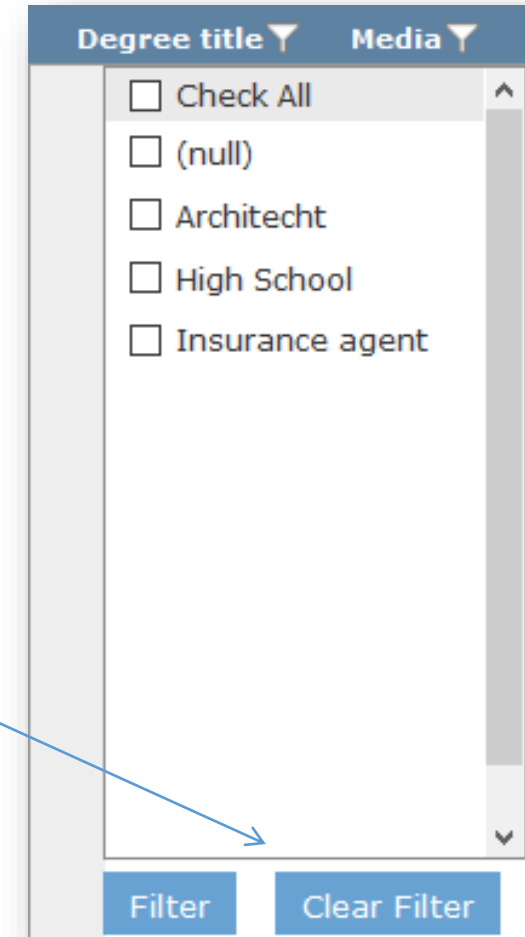 Degree title Media
Check All
(null)
Architecht
High School
Insurance agent
Filter Clear Filter